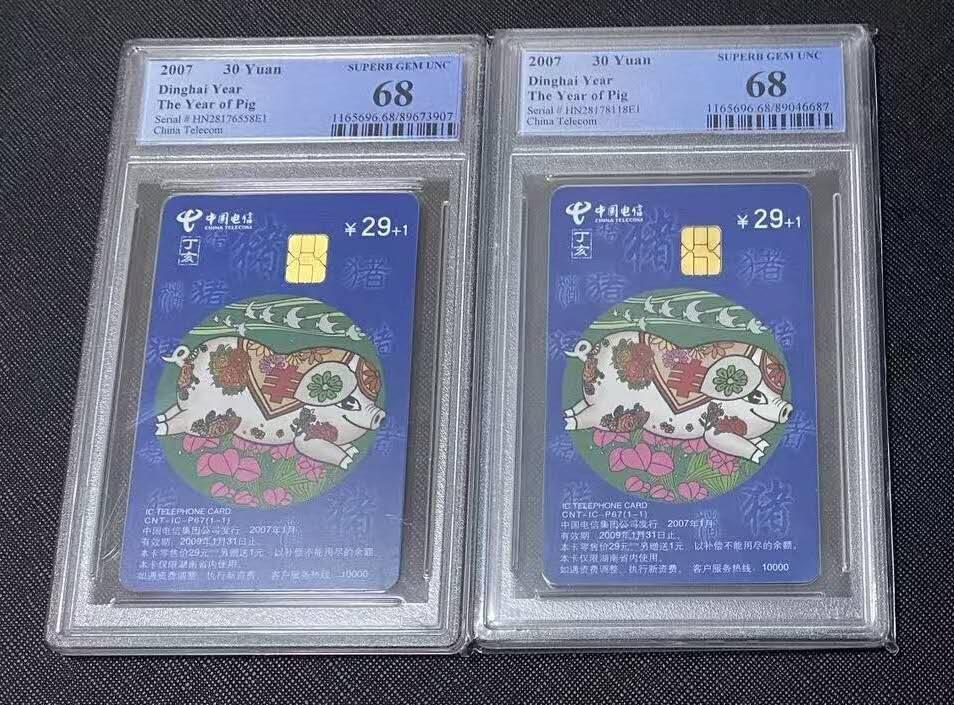 2007 30 Yuan
SUPERB GEM UNC
Dinghai Year
68
The Year of Pig
Serial # HN28176558E1
1165696.68/89673907
China Telecom
中国电信
CHINA TELECOM
¥29+1
丁亥
猪
IC TELEPHONE CARD
CNT-IC-P67(1-1)
中国电信集团公司发行 2007年1月
有效期 2009年1月31日止
本卡零售价29元 另赠送1元，以补偿不能用尽的余额。
本卡仅限湖南省内使用。
如遇资费调整、执行新资费。 客户服务热线：10000
2007 30 Yuan
SUPERB GEM UNC
Dinghai Year
68
The Year of Pig
Serial # HN28178118E1
1165696.68/89046687
China Telecom
中国电信
CHINA TELECOM
¥29+1
丁亥
猪
IC TELEPHONE CARD
CNT-IC-P67(1-1)
中国电信集团公司发行 2007年1月
有效期 2009年1月31日止
本卡零售价29元 另赠送1元，以补偿不能用尽的余额。
本卡仅限湖南省内使用。
如遇资费调整、执行新资费。 客户服务热线：10000